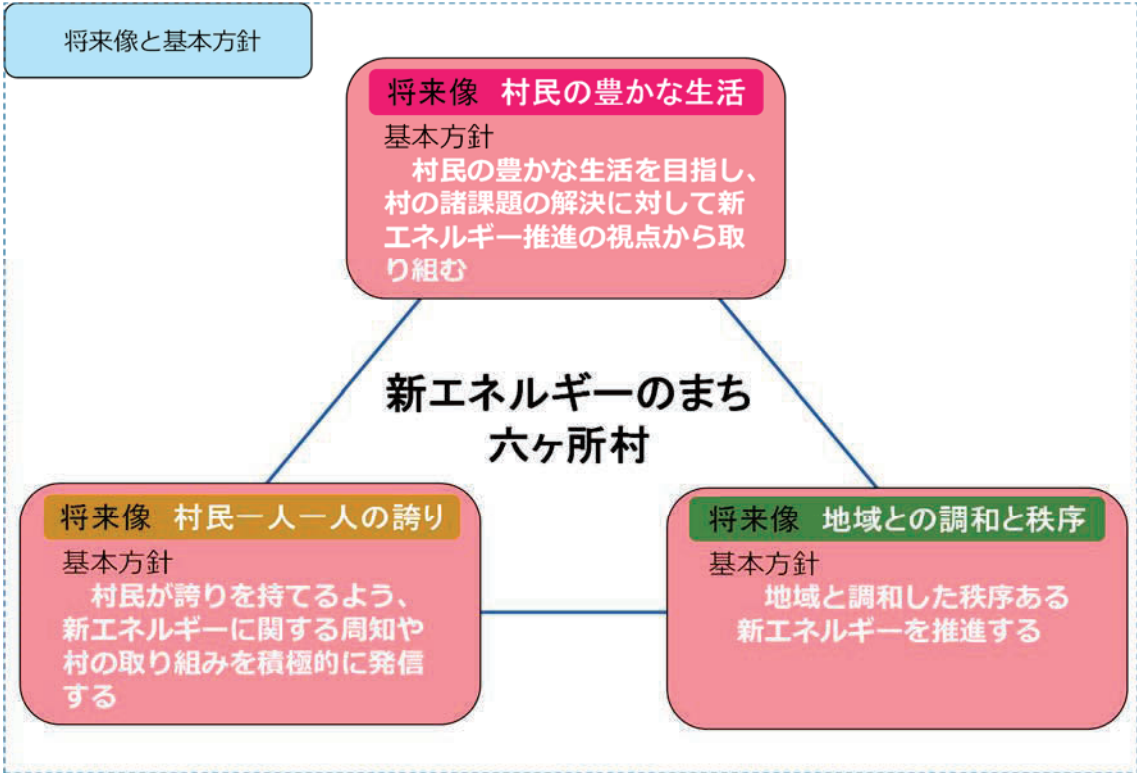 将来像と基本方針
将来像 村民の豊かな生活
基本方針
村民の豊かな生活を目指し、
村の諸課題の解決に対して新
エネルギー推進の視点から取
り組む
新エネルギーのまち
六ヶ所村
将来像 村民一人一人の誇り
基本方針
村民が誇りを持てるよう、
新エネルギーに関する周知や
村の取り組みを積極的に発信
する
将来像 地域との調和と秩序
基本方針
地域と調和した秩序ある
新エネルギーを推進する